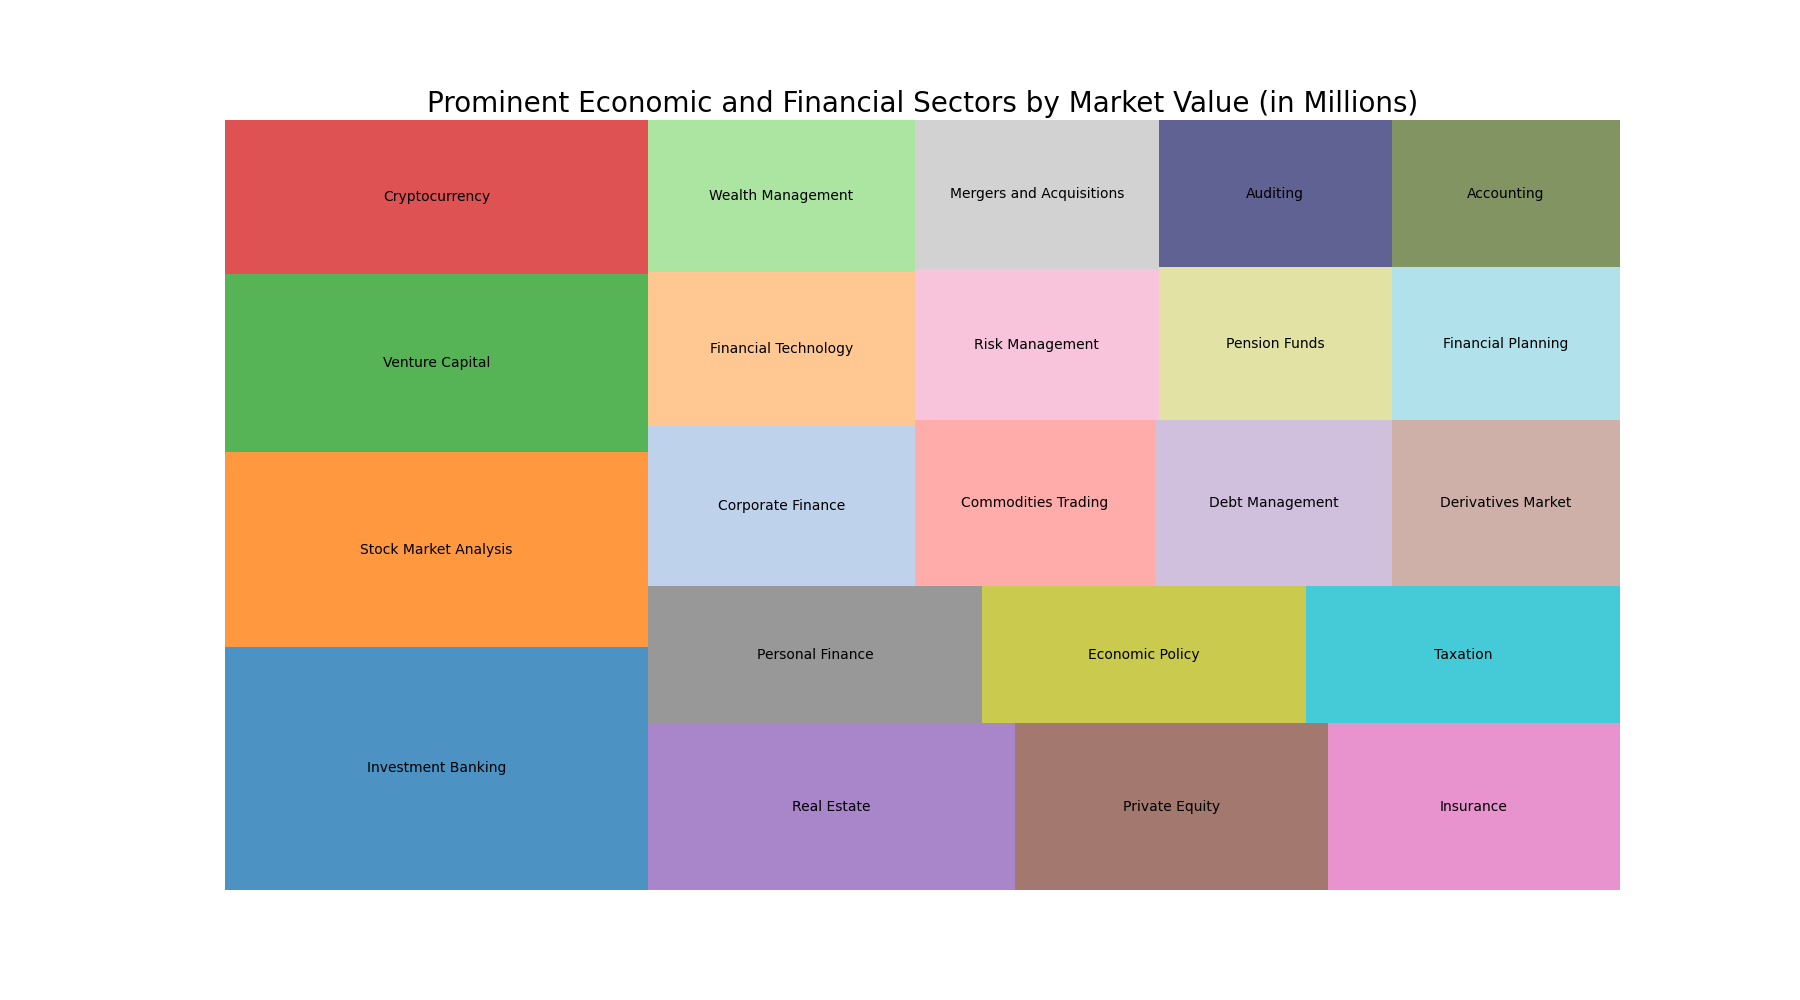 Prominent Economic and Financial Sectors by Market Value (in Millions)
Cryptocurrency
Wealth Management
Mergers and Acquisitions
Auditing
Accounting
Venture Capital
Financial Technology
Risk Management
Pension Funds
Financial Planning
Stock Market Analysis
Corporate Finance
Commodities Trading
Debt Management
Derivatives Market
Personal Finance
Economic Policy
Taxation
Investment Banking
Real Estate
Private Equity
Insurance